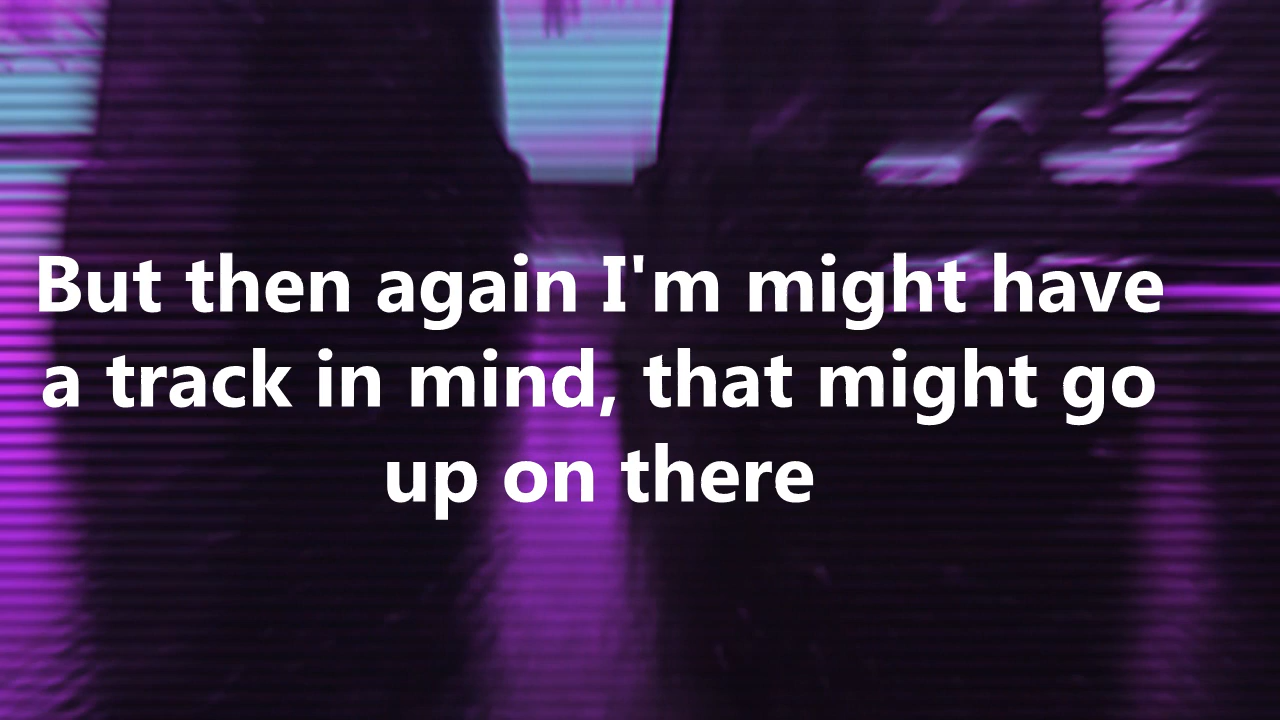 But then again I'm might have
a track in mind, that might go
up on there